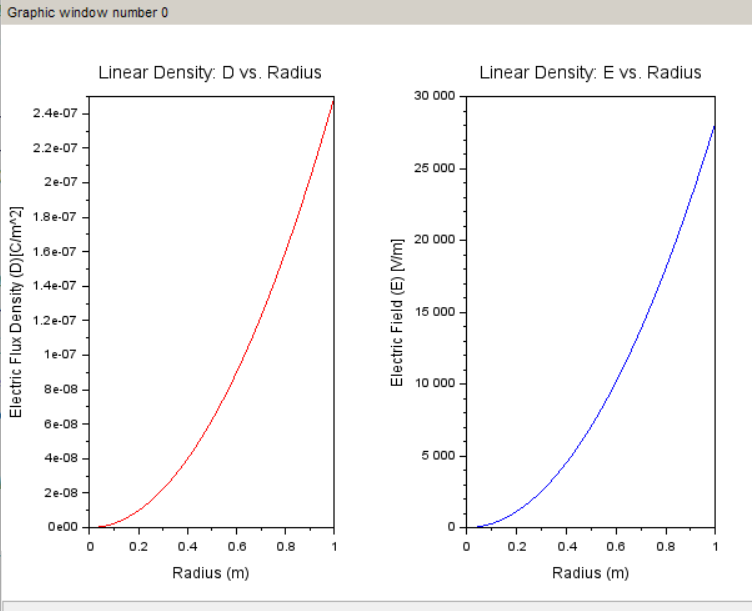 Graphic window number 0
Linear Density: D vs. Radius
2.4e-07
2.2e-07
2e-07
1.8e-07
1.6e-07
1.4e-07
1.2e-07
1e-07
8e-08
6e-08
4e-08
2e-08
0e00
Electric Flux Density (D)[C/m^2]
0 0.2 0.4 0.6 0.8 1
Radius (m)
Linear Density: E vs. Radius
30 000
25 000
20 000
15 000
10 000
5 000
0
Electric Field (E) [V/m]
0 0.2 0.4 0.6 0.8 1
Radius (m)